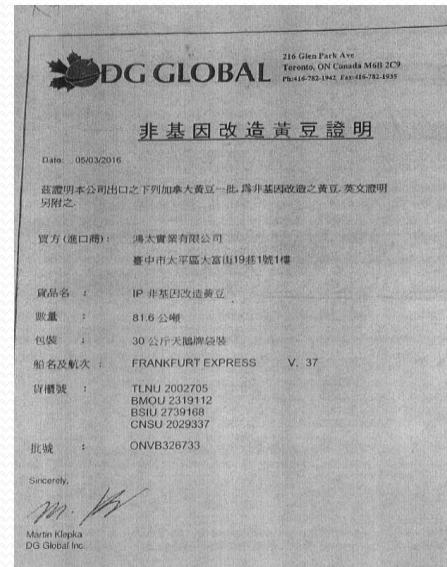 DG GLOBAL
216 Glen Park Ave
Toronto, ON Canada M6B 2C9
Ph:416-782-1942 Fax:416-782-1935
非基因改造黃豆證明
Date: 05/03/2016
茲證明本公司出口之下列加拿大黃豆一批,爲非基因改造之黃豆,英文證明
另附之.
買方(進口商): 鴻太實業有限公司
臺中市太平區大富街19巷1號1樓
貨品名 : IP 非基因改造黃豆
數量 : 81.6 公噸
包裝 : 30 公斤天鵝牌袋裝
船名及航次 : FRANKFURT EXPRESS V. 37
貨櫃號 : TLNU 2002705
BMOU 2319112
BSIU 2739168
CNSU 2029337
批號 : ONVB326733
Sincerely,
Martin Klepka
DG Global Inc.